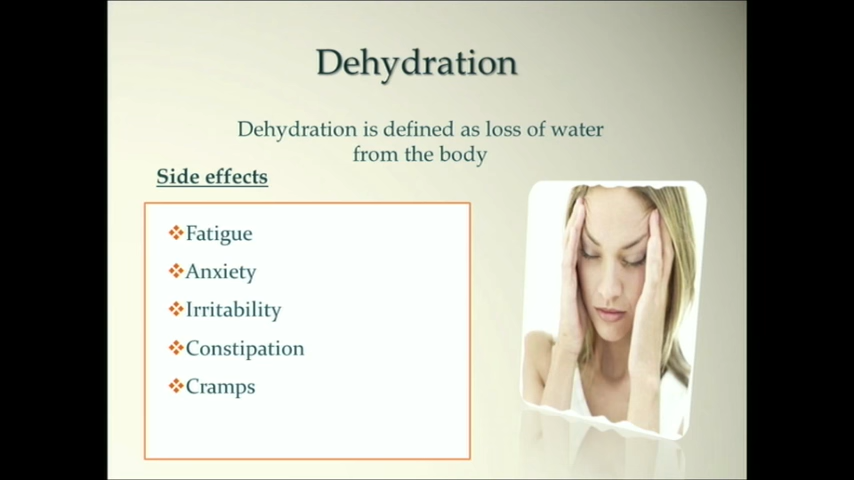 Dehydration
Dehydration is defined as loss of water
from the body
Side effects
Fatigue
Anxiety
Irritability
Constipation
Cramps